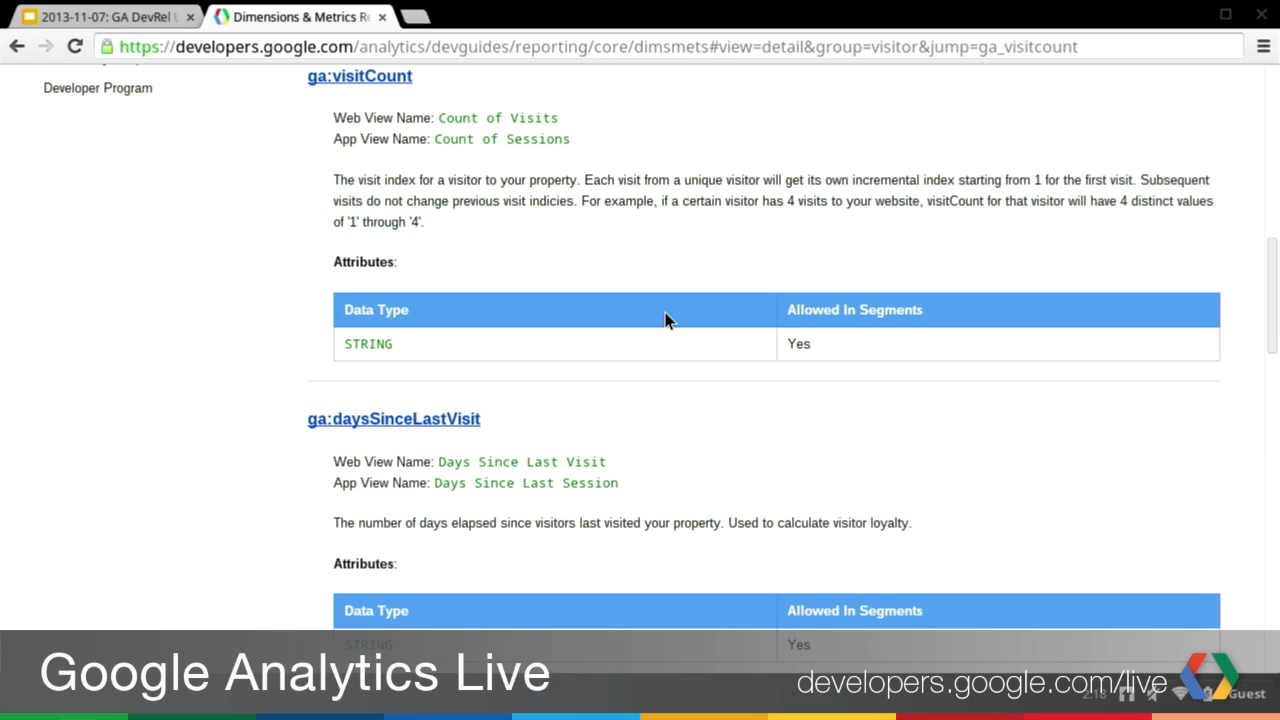 2013-11-07: GA DevRel
Dimensions & Metrics Re
https://developers.google.com/analytics/devguides/reporting/core/dimsmets#view=detail&group=visitor&jump=ga_visitcount
Developer Program
ga:visitCount
Web View Name: Count of Visits
App View Name: Count of Sessions
The visit index for a visitor to your property. Each visit from a unique visitor will get its own incremental index starting from 1 for the first visit. Subsequent
visits do not change previous visit indicies. For example, if a certain visitor has 4 visits to your website, visitCount for that visitor will have 4 distinct values
of '1' through '4'.
Attributes:
Data Type Allowed In Segments
STRING Yes
ga:daysSinceLastVisit
Web View Name: Days Since Last Visit
App View Name: Days Since Last Session
The number of days elapsed since visitors last visited your property. Used to calculate visitor loyalty.
Attributes:
Data Type Allowed In Segments
STRING Yes
Google Analytics Live
developers.google.com/live
2:18 Guest